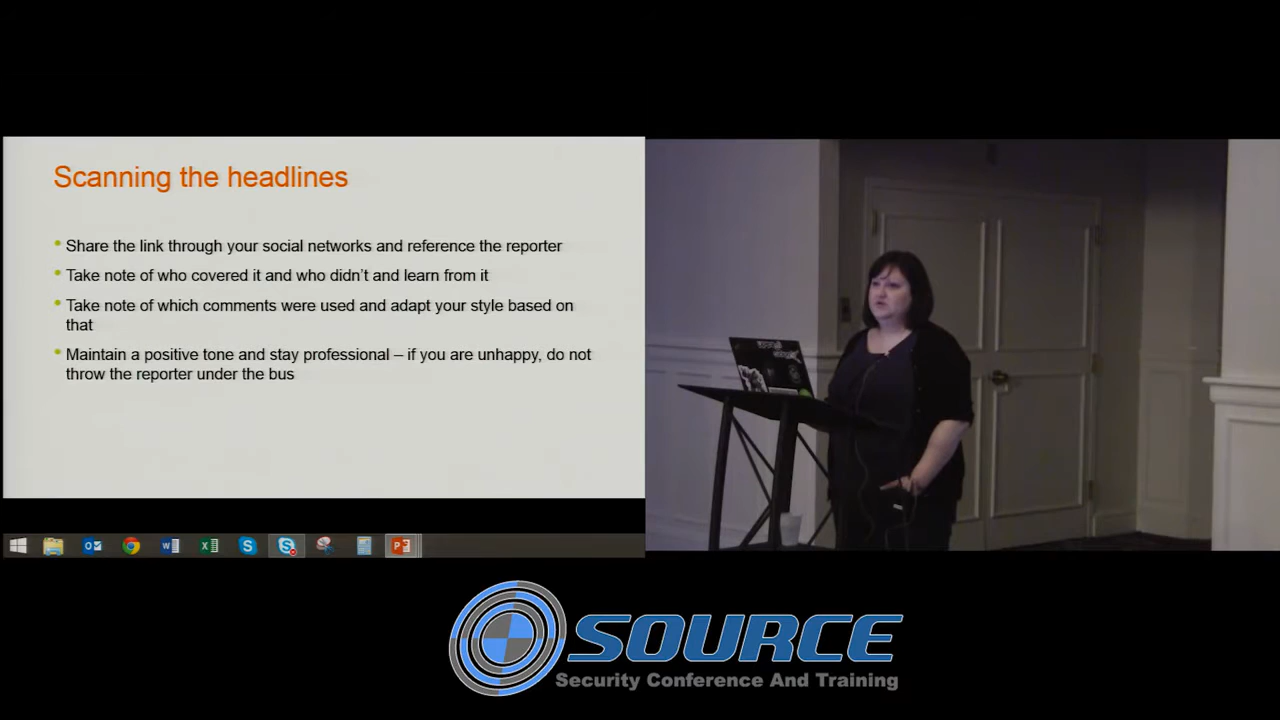 Scanning the headlines
• Share the link through your social networks and reference the reporter
• Take note of who covered it and who didn't and learn from it
• Take note of which comments were used and adapt your style based on
that
• Maintain a positive tone and stay professional – if you are unhappy, do not
throw the reporter under the bus
SOURCE
Security Conference And Training